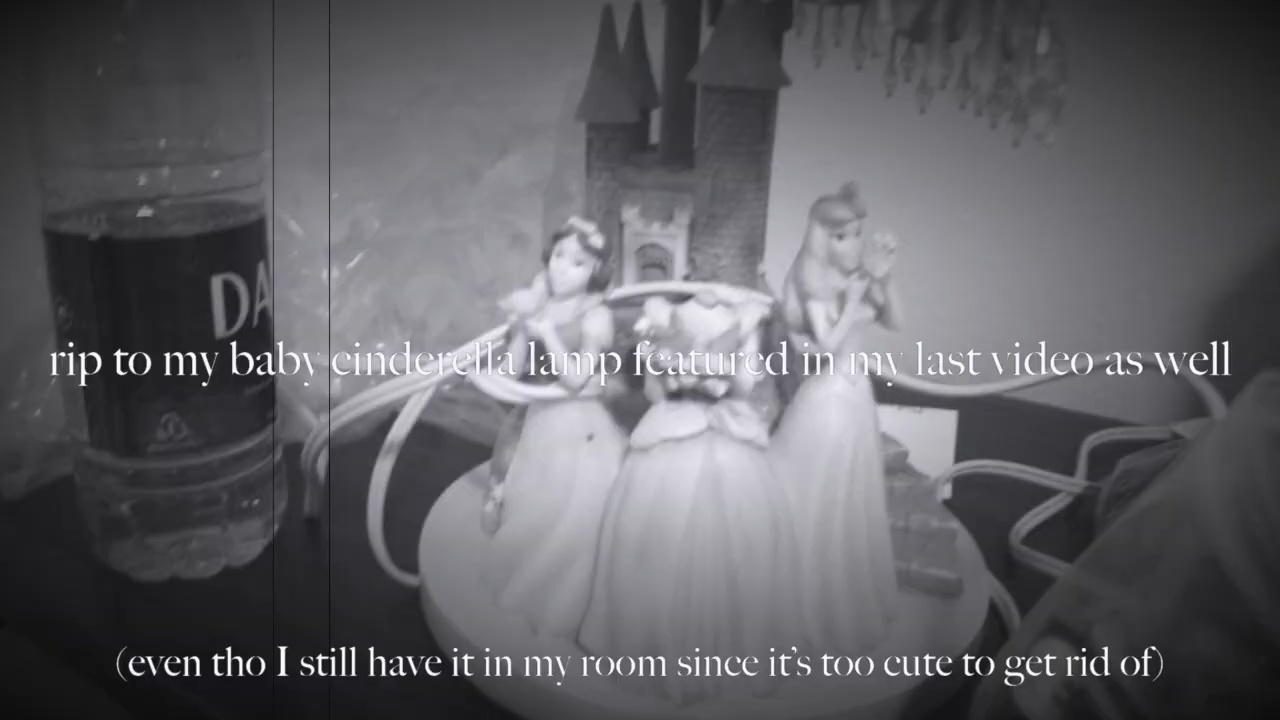 DA
rip to my baby cinderella lamp featured in my last video as well
(even tho I still have it in my room since it's too cute to get rid of)